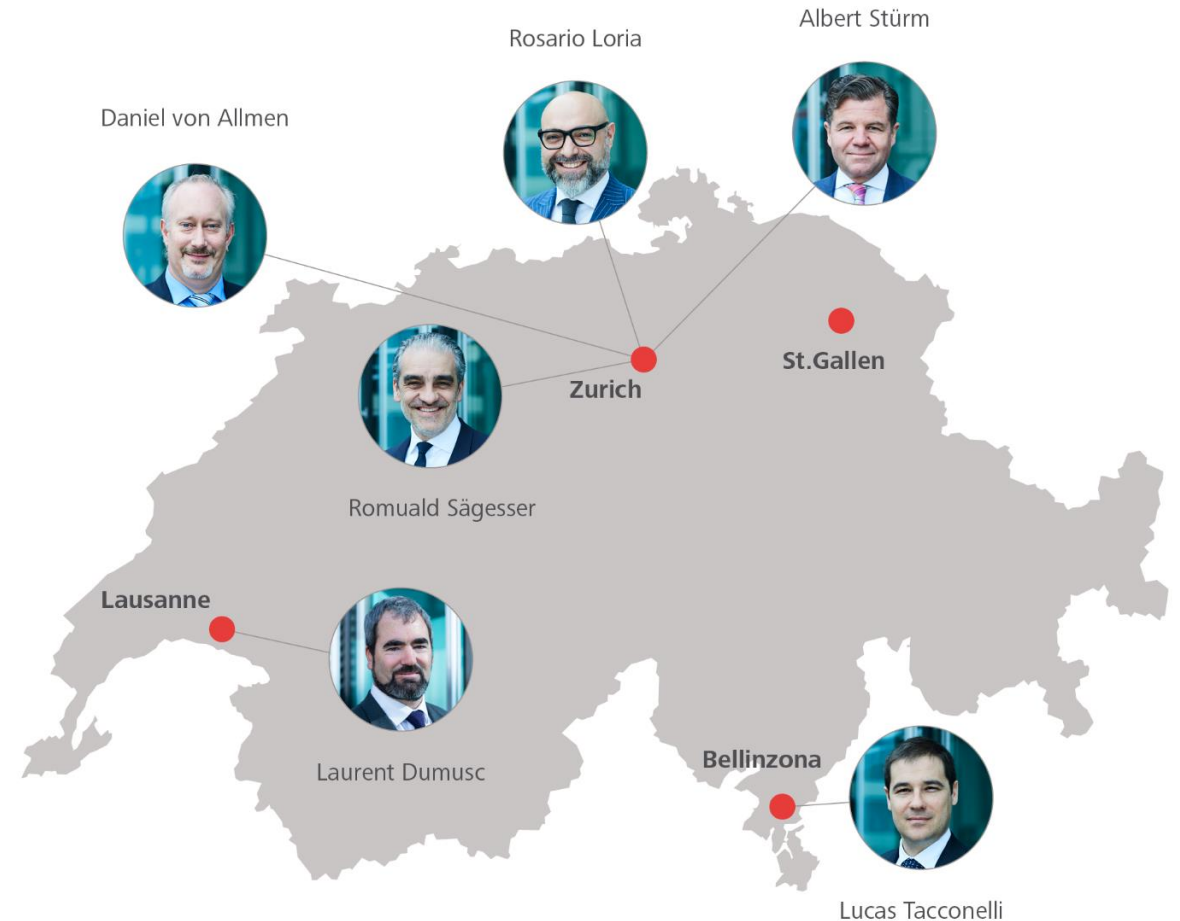 Albert Stürm
Rosario Loria
Daniel von Allmen
St.Gallen
Zurich
Romuald Sägesser
Lausanne
Bellinzona
Laurent Dumusc
Lucas Tacconelli